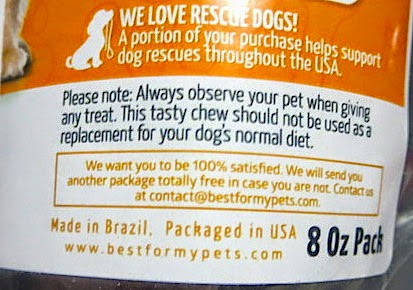 WE LOVE RESCUE DOGS!
A portion of your purchase helps support
dog rescues throughout the USA.
Please note: Always observe your pet when giving
any treat. This tasty chew should not be used as a
replacement for your dog's normal diet.
We want you to be 100% satisfied. We will send you
another package totally free in case you are not. Contact us
at contact@bestformypets.com.
Made in Brazil, Packaged in USA
www.bestformypets.com
8 Oz Pack